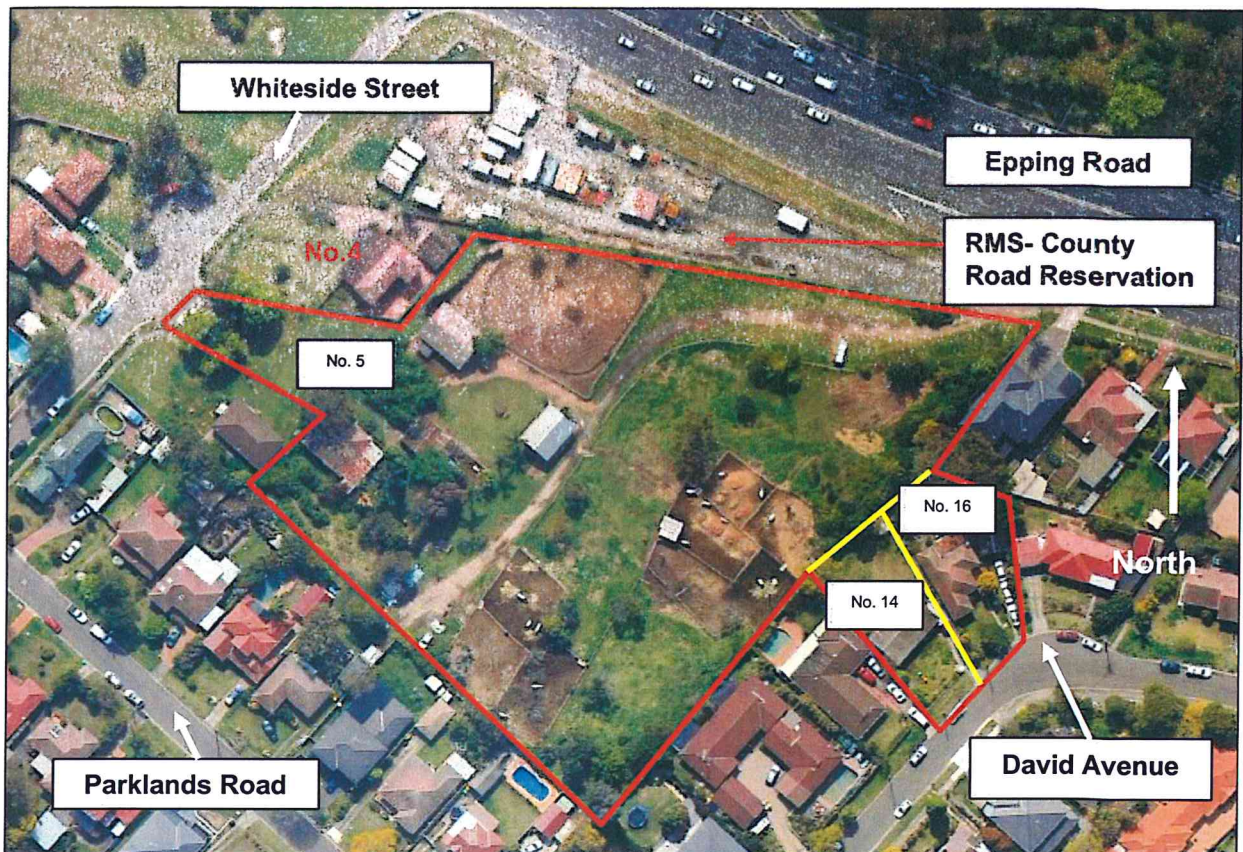 Whiteside Street
Epping Road
No.4
RMS- County
Road Reservation
No. 5
No. 16
North
No. 14
David Avenue
Parklands Road